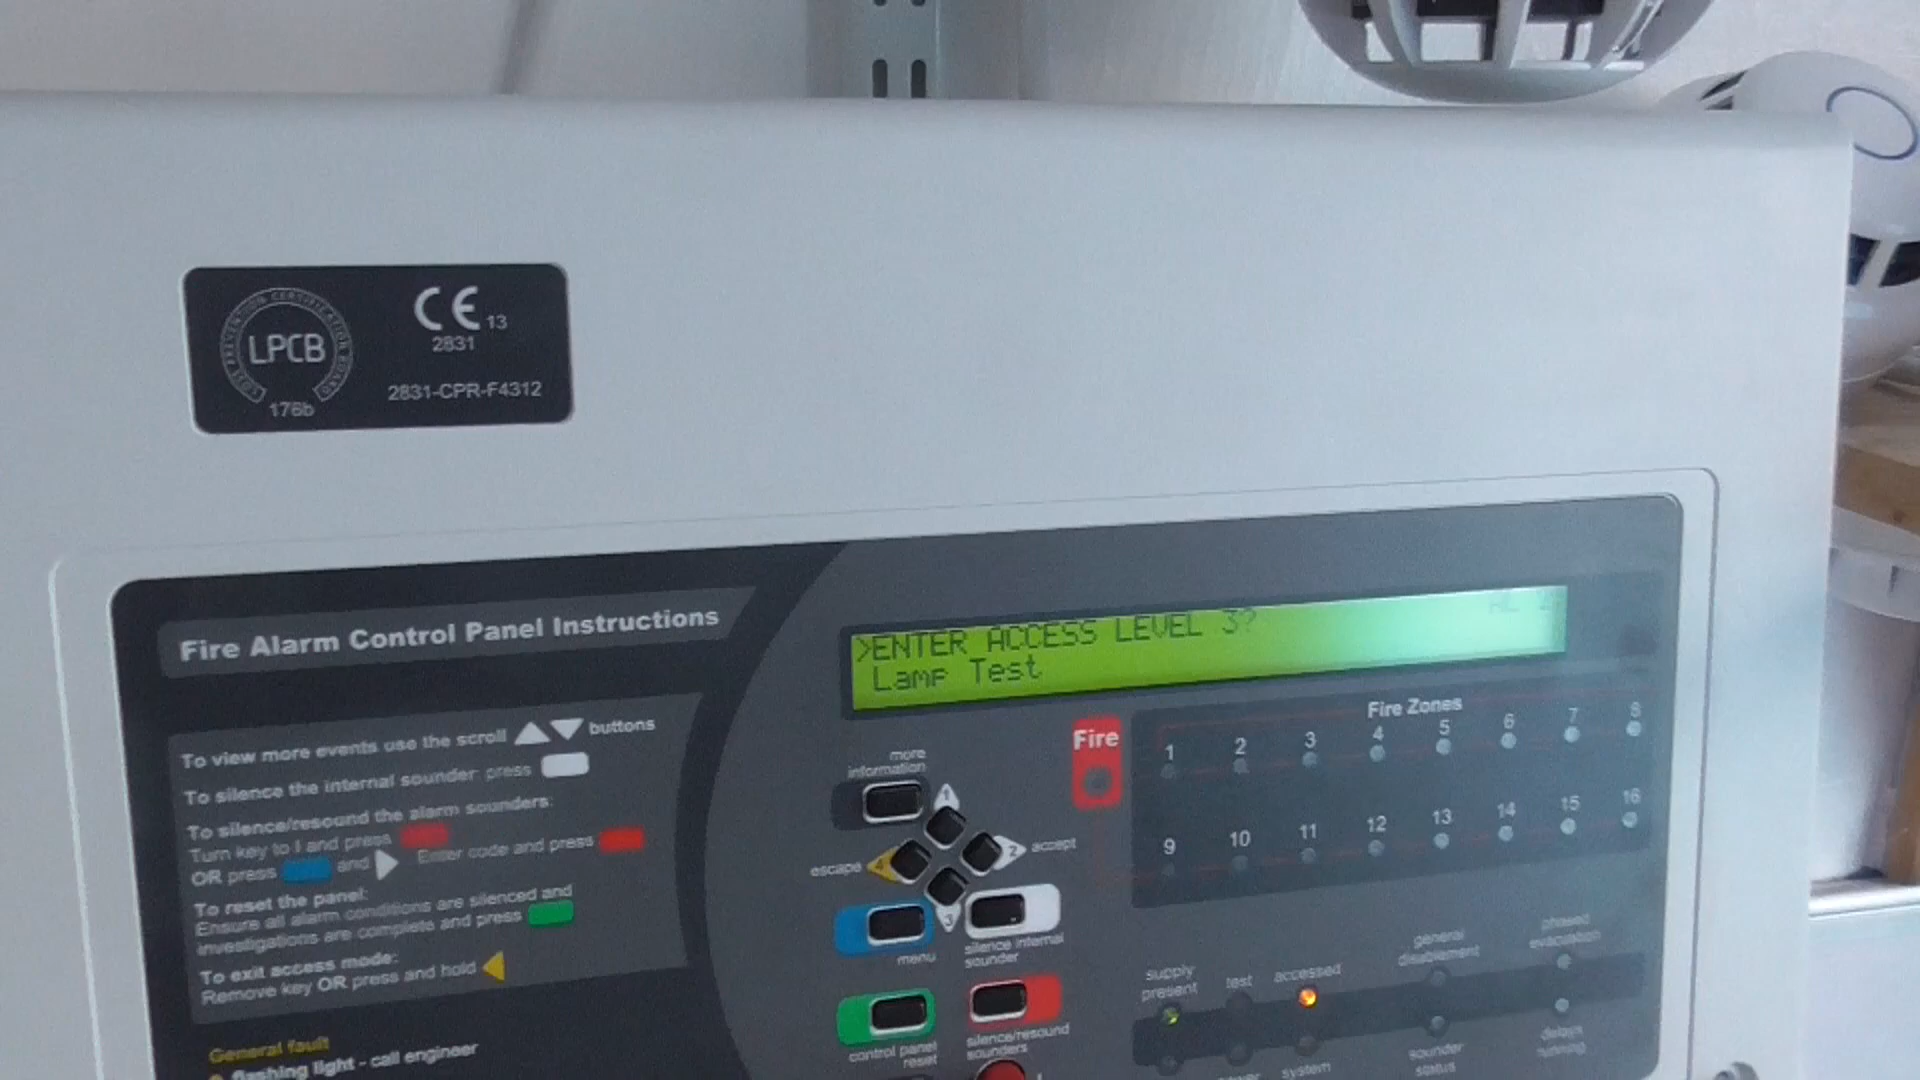 LOSS PREVENTION CERTIFICATION BOARD
LPCB
176b
CE 13
2831
2831-CPR-F4312
Fire Alarm Control Panel Instructions
To view more events use the scroll buttons
To silence the internal sounder: press
To silence/resound the alarm sounders:
Turn key to I and press
OR press and Enter code and press
To reset the panel:
Ensure all alarm conditions are silenced and
investigations are complete and press
To exit access mode:
Remove key OR press and hold
General fault
flashing light - call engineer
AL
>ENTER ACCESS LEVEL 3?
Lamp Test
more
information
1
2
accept
escape
4
3
menu
silence internal
sounder
control panel
reset
silence/resound
sounders
Fire
Fire Zones
1 2 3 4 5 6 7 8
9 10 11 12 13 14 15 16
supply
present
test
accessed
general
disablement
phased
evacuation
system
sounder
status
delays
running